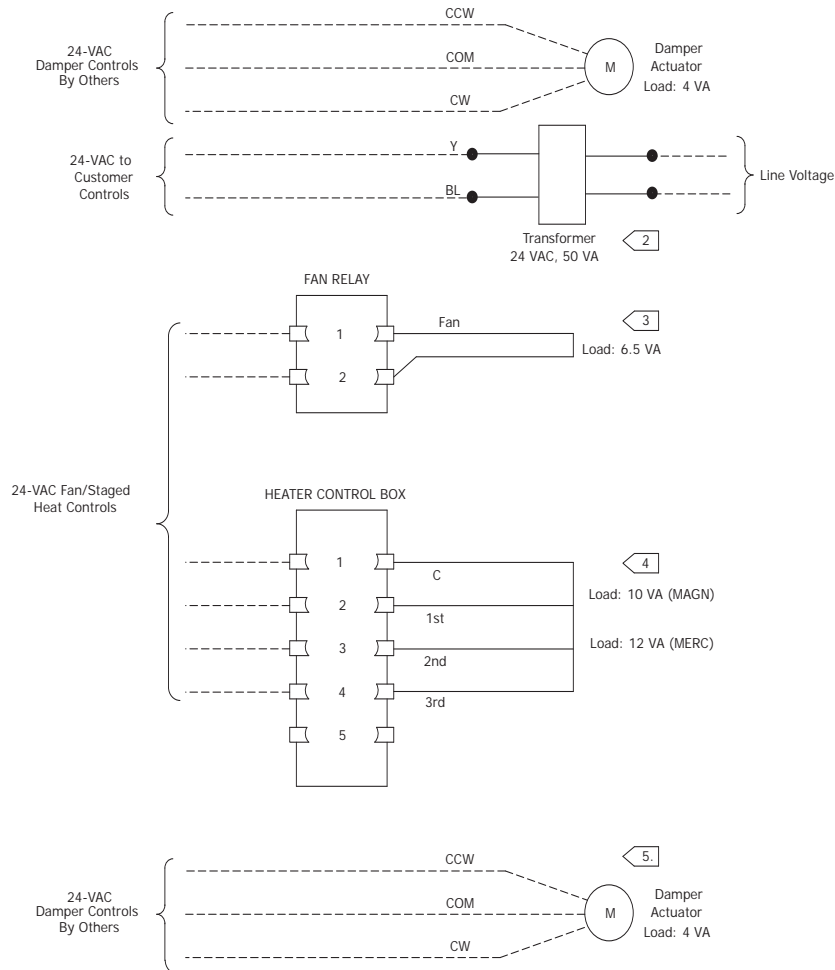 CCW
24-VAC
Damper Controls
By Others
COM
CW
M
Damper
Actuator
Load: 4 VA
24-VAC to
Customer
Controls
Y
BL
Line Voltage
Transformer
24 VAC, 50 VA
2
FAN RELAY
1
Fan
3
2
Load: 6.5 VA
24-VAC Fan/Staged
Heat Controls
HEATER CONTROL BOX
1
C
4
Load: 10 VA (MAGN)
2
1st
3
2nd
Load: 12 VA (MERC)
4
3rd
5
5.
CCW
24-VAC
Damper Controls
By Others
COM
CW
M
Damper
Actuator
Load: 4 VA